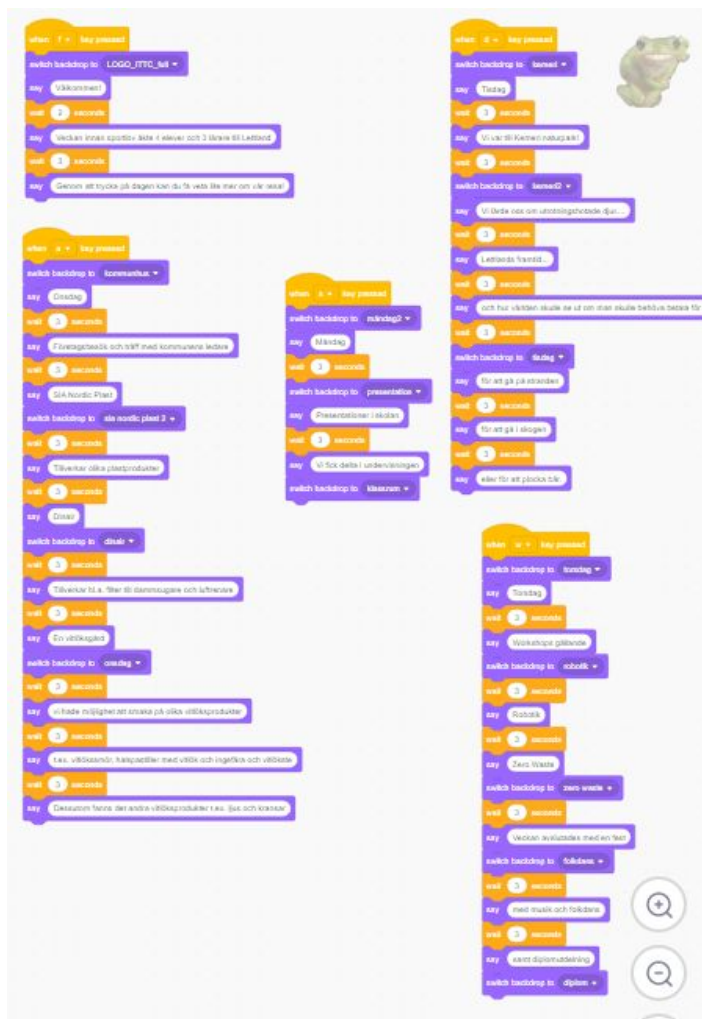 when f key pressed
switch backdrop to LOGO_ITTC_full
say Välkommen!
wait 2 seconds
say Veckan innan sportlov åkte 4 elever och 3 lärare till Lettland
wait 3 seconds
say Genom att trycka på dagen kan du få veta lite mer om vår resa!
when a key pressed
switch backdrop to kommunhus
say Onsdag
wait 3 seconds
say Företagsbesök och träff med kommunens ledare
wait 3 seconds
say SIA Nordic Plast
switch backdrop to sia nordic plast 2
wait 3 seconds
say Tillverkar olika plastprodukter
wait 3 seconds
say Dinair
switch backdrop to dinair
wait 3 seconds
say Tillverkar bl.a. filter till dammsugare och luftrenare
wait 3 seconds
say En vitlöksgård
switch backdrop to onsdag
wait 3 seconds
say vi hade möjlighet att smaka på olika vitlöksprodukter
wait 3 seconds
say t.ex. vitlökssmör, halspastiller med vitlök och ingefära och vitlökste
wait 3 seconds
say Dessutom fanns det andra vitlöksprodukter t.ex. ljus och kransar
when key pressed
switch backdrop to måndag2
say Måndag
wait 3 seconds
switch backdrop to presentation
say Presentationer i skolan
wait 3 seconds
say Vi fick delta i undervisningen
switch backdrop to klassrum
when d key pressed
switch backdrop to kemeri
say Tisdag
wait 3 seconds
say Vi var till Kemeri naturpark!
wait 3 seconds
switch backdrop to kemeri2
say Vi lärde oss om utrotningshotade djur...
wait 3 seconds
say Lettlands framtid...
wait 3 seconds
say och hur världen skulle se ut om man skulle behöva betala för
wait 3 seconds
switch backdrop to tisdag
say för att gå på stranden
wait 3 seconds
say för att gå i skogen
wait 3 seconds
say eller för att plocka bär.
when w key pressed
switch backdrop to torsdag
say Torsdag
wait 3 seconds
say Workshops gällande
switch backdrop to robotik
wait 3 seconds
say Robotik
wait 3 seconds
say Zero Waste
switch backdrop to zero waste
wait 3 seconds
say Veckan avslutades med en fest
switch backdrop to folkdans
wait 3 seconds
say med musik och folkdans
wait 3 seconds
say samt diplomutdelning
switch backdrop to diplom